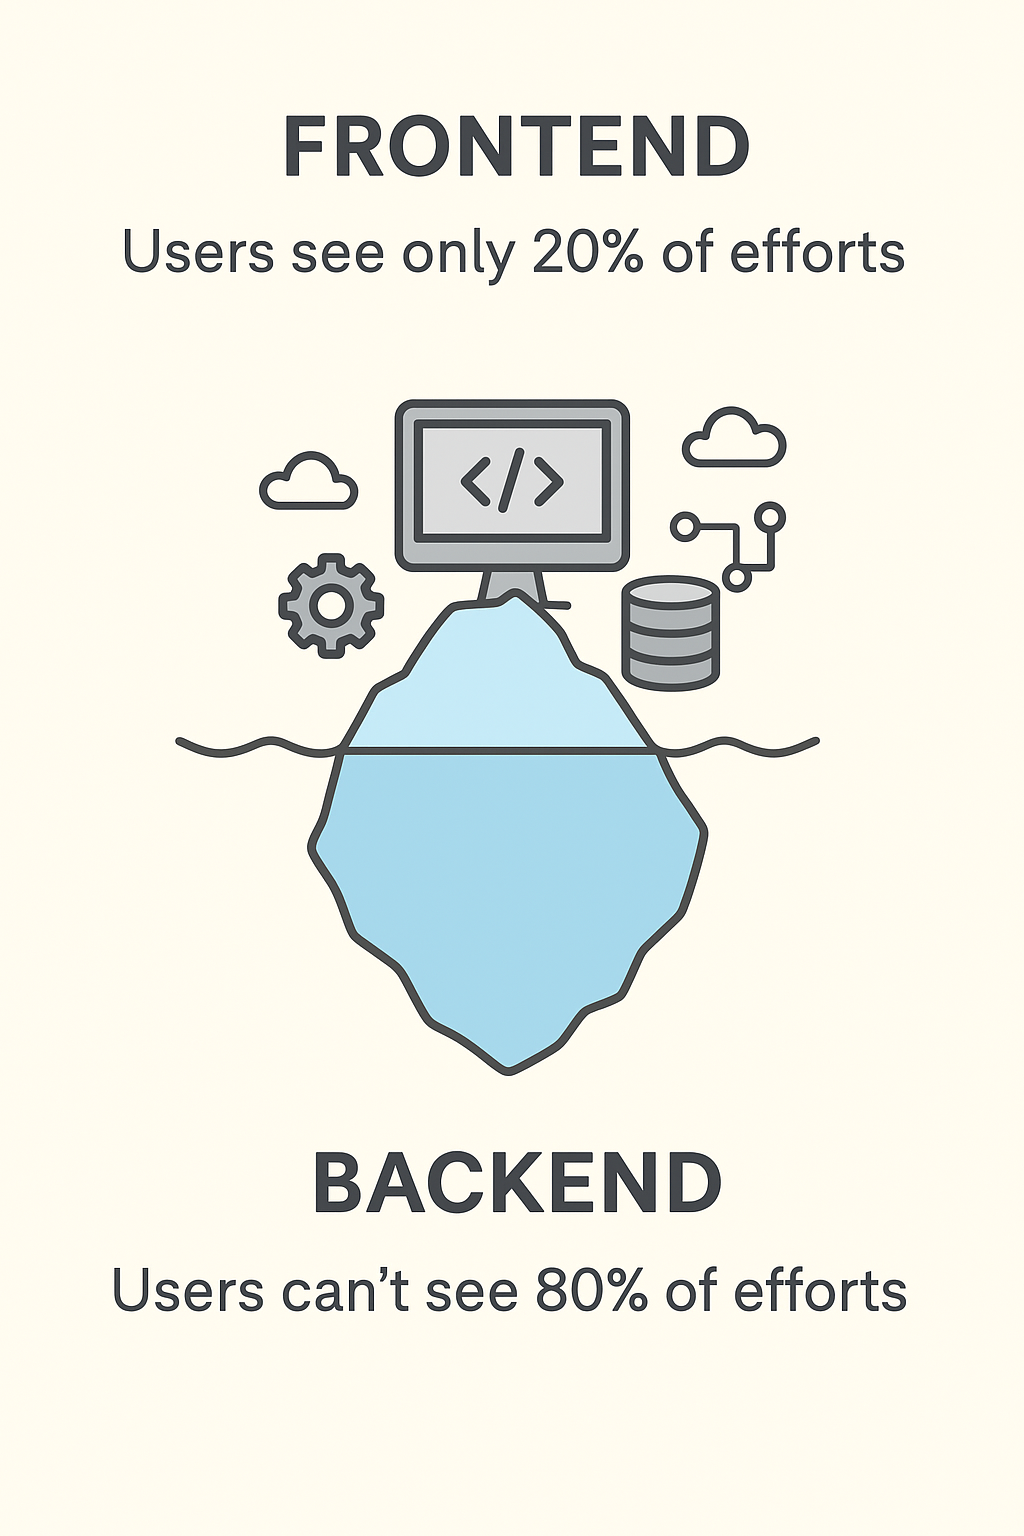 FRONTEND
Users see only 20% of efforts
</>
BACKEND
Users can’t see 80% of efforts